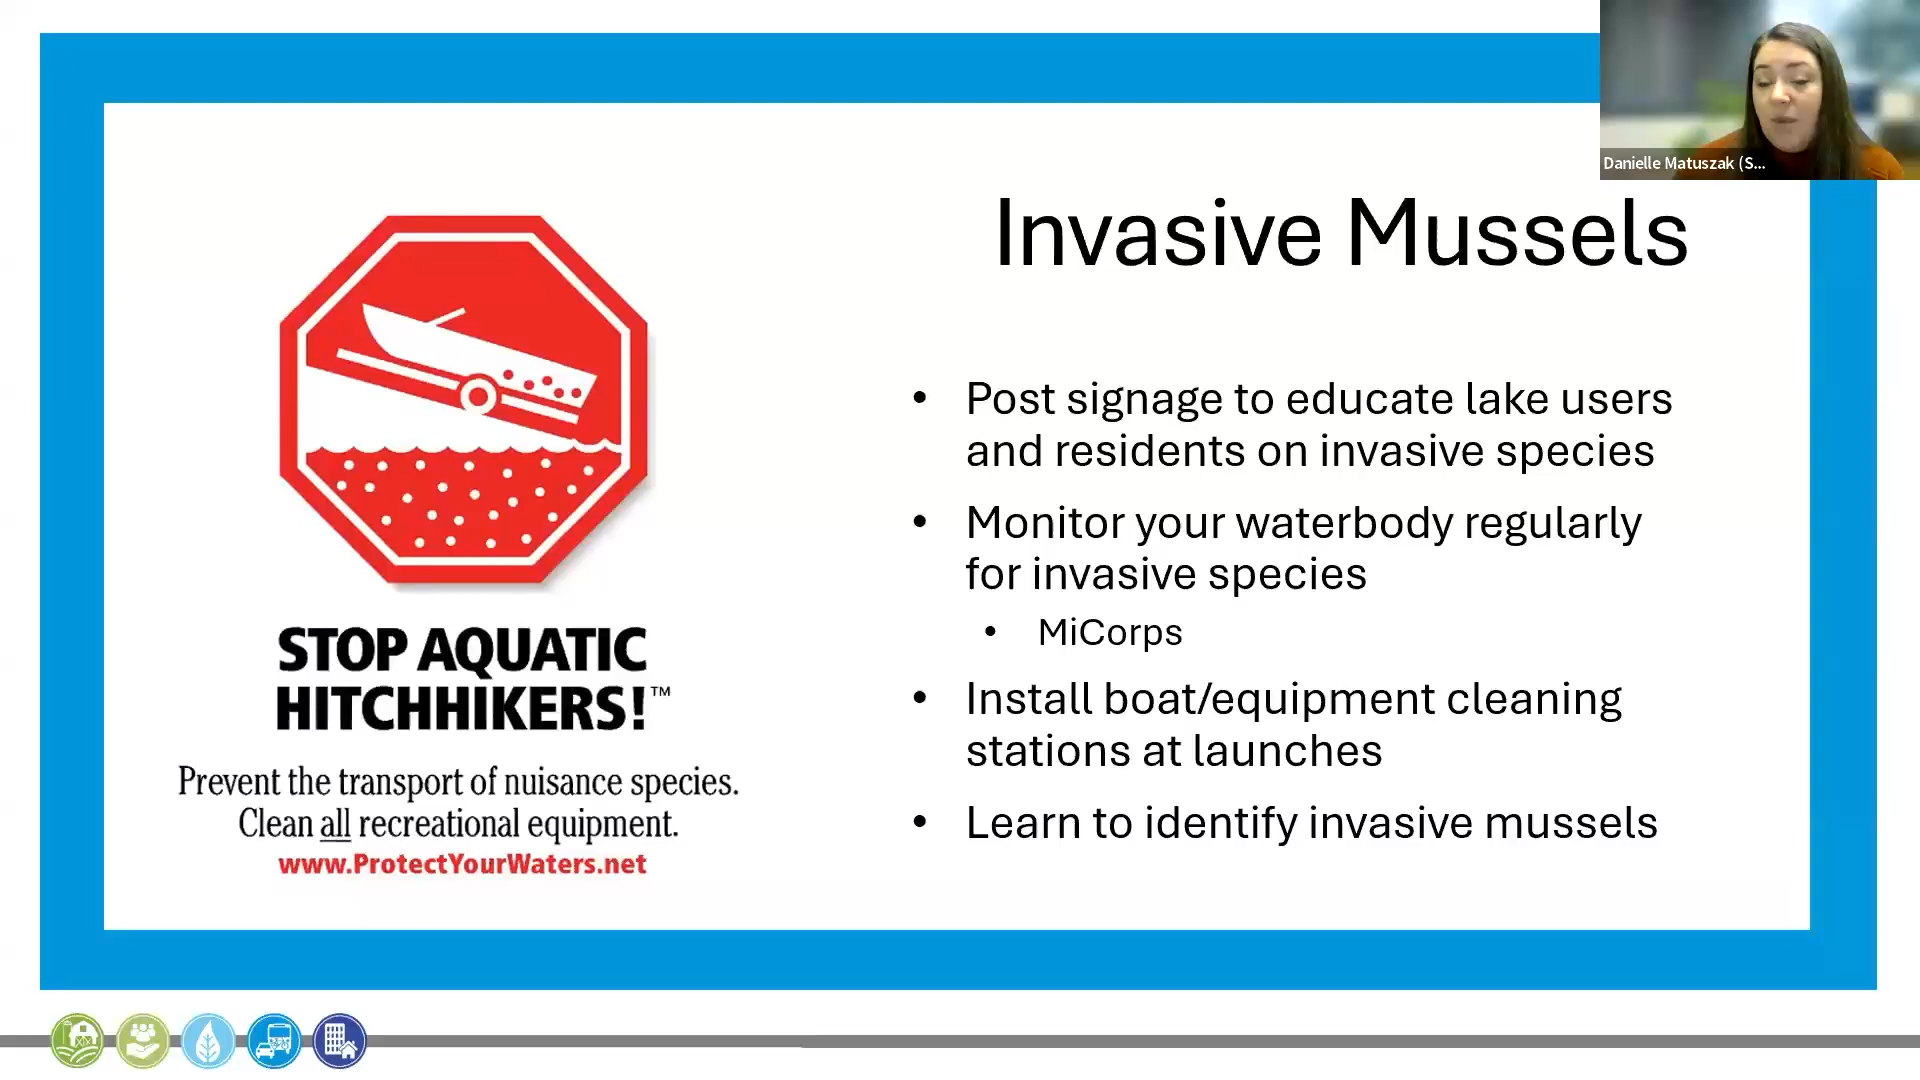 Danielle Matuszak (S...
Invasive Mussels
• Post signage to educate lake users
and residents on invasive species
• Monitor your waterbody regularly
for invasive species
• MiCorps
• Install boat/equipment cleaning
stations at launches
• Learn to identify invasive mussels
STOP AQUATIC
HITCHHIKERS!™
Prevent the transport of nuisance species.
Clean all recreational equipment.
www.ProtectYourWaters.net